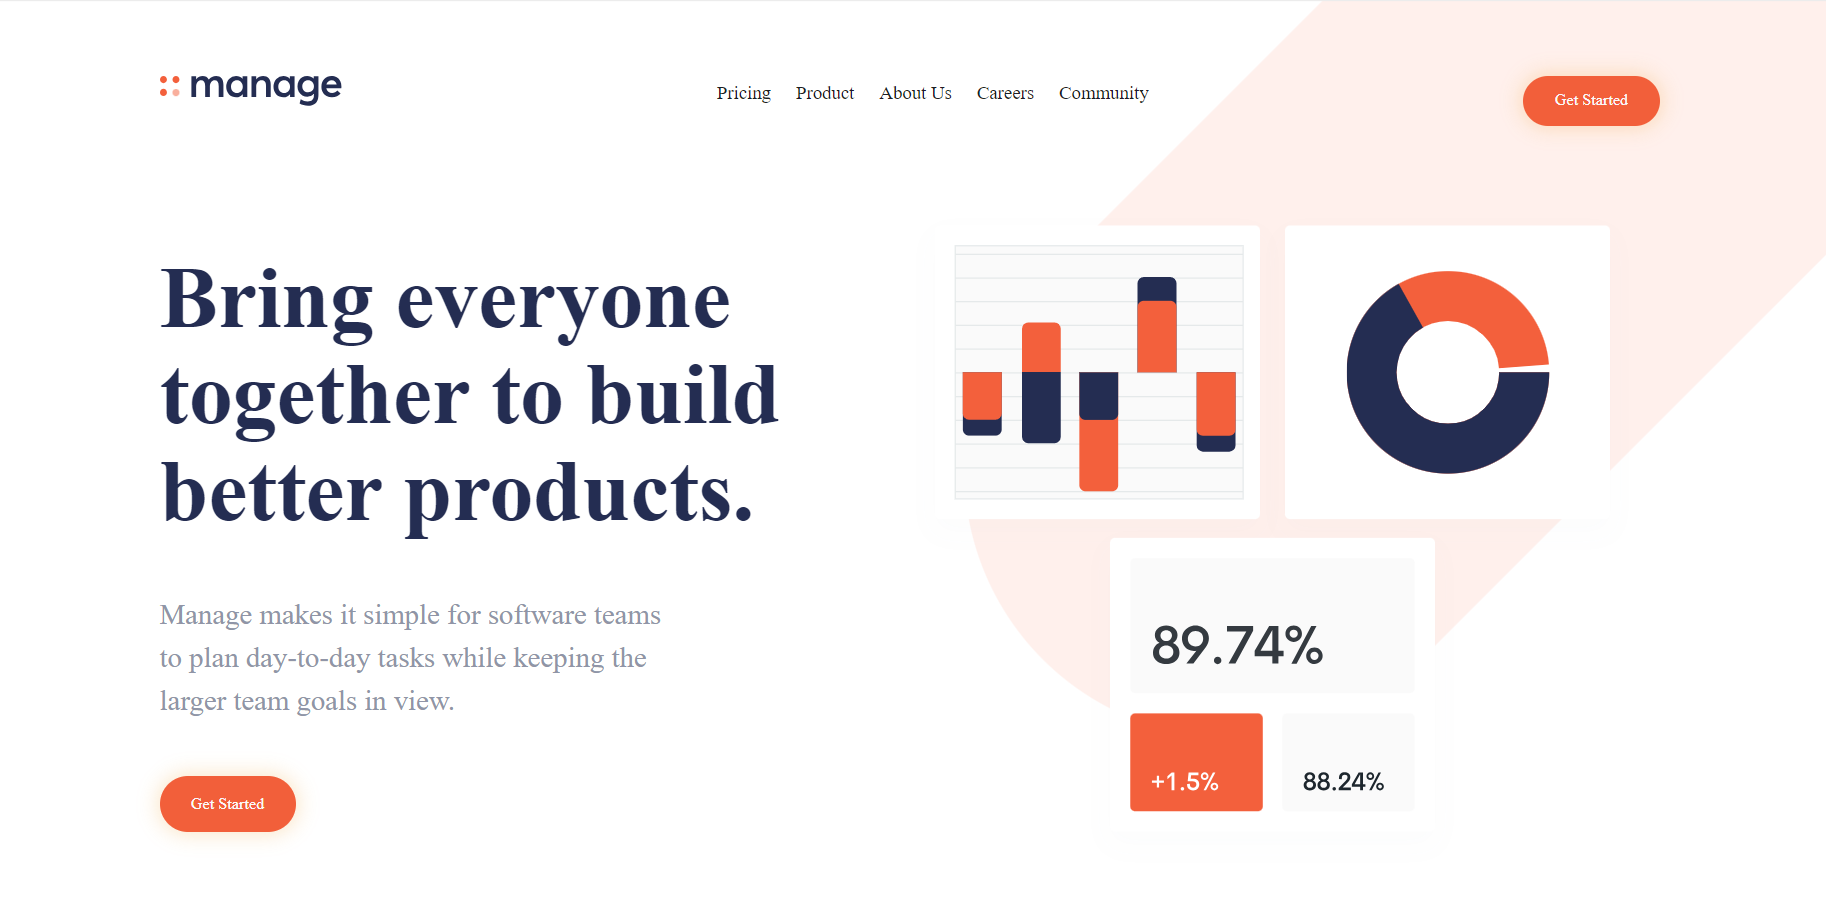 manage
Pricing Product About Us Careers Community
Get Started
Bring everyone
together to build
better products.
Manage makes it simple for software teams
to plan day-to-day tasks while keeping the
larger team goals in view.
Get Started
89.74%
+1.5%
88.24%